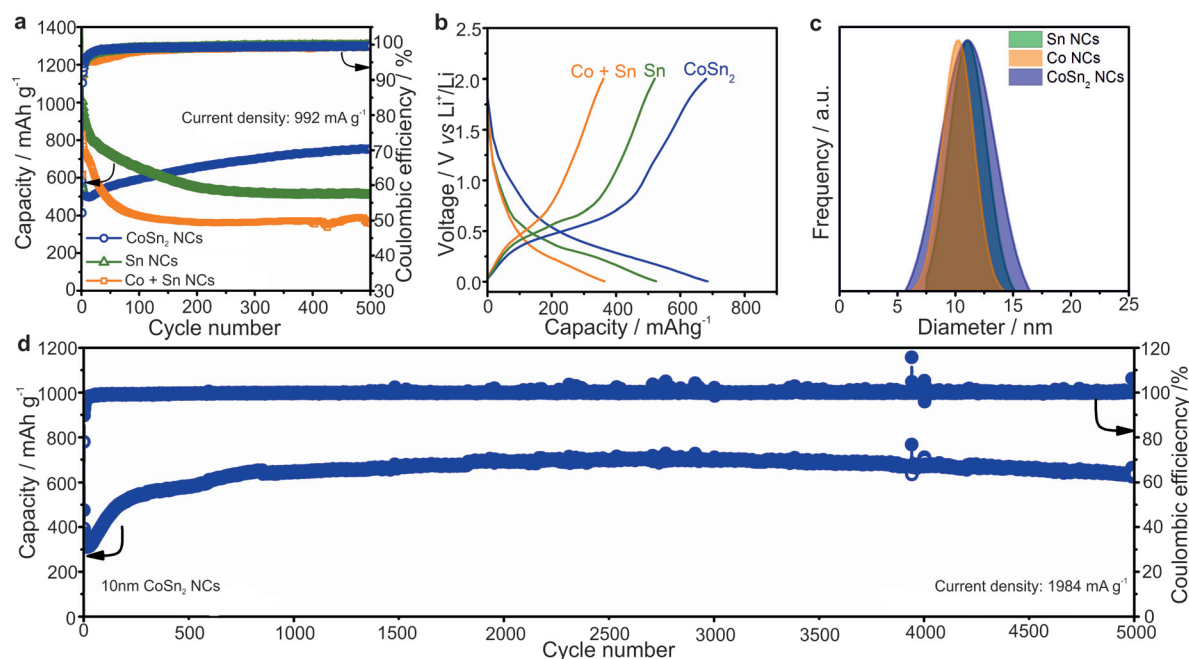 a
1400
1200
1000
800
600
400
200
0
Capacity / mAh g⁻¹
0 100 200 300 400 500
Cycle number
100
90
80
70
60
50
40
30
Coulombic efficiency / %
Current density: 992 mA g⁻¹
CoSn₂ NCs
Sn NCs
Co + Sn NCs
b
2.5
2.0
1.5
1.0
0.5
0.0
Voltage / V vs Li⁺/Li
Co + Sn Sn CoSn₂
0 200 400 600 800
Capacity / mAhg⁻¹
c
Frequency / a.u.
Sn NCs
Co NCs
CoSn₂ NCs
0 5 10 15 20 25
Diameter / nm
d
1200
1000
800
600
400
200
0
Capacity / mAh g⁻¹
10nm CoSn₂ NCs
Current density: 1984 mA g⁻¹
120
100
80
60
40
20
0
Coulombic efficiecncy /%
0 500 1000 1500 2000 2500 3000 3500 4000 4500 5000
Cycle number